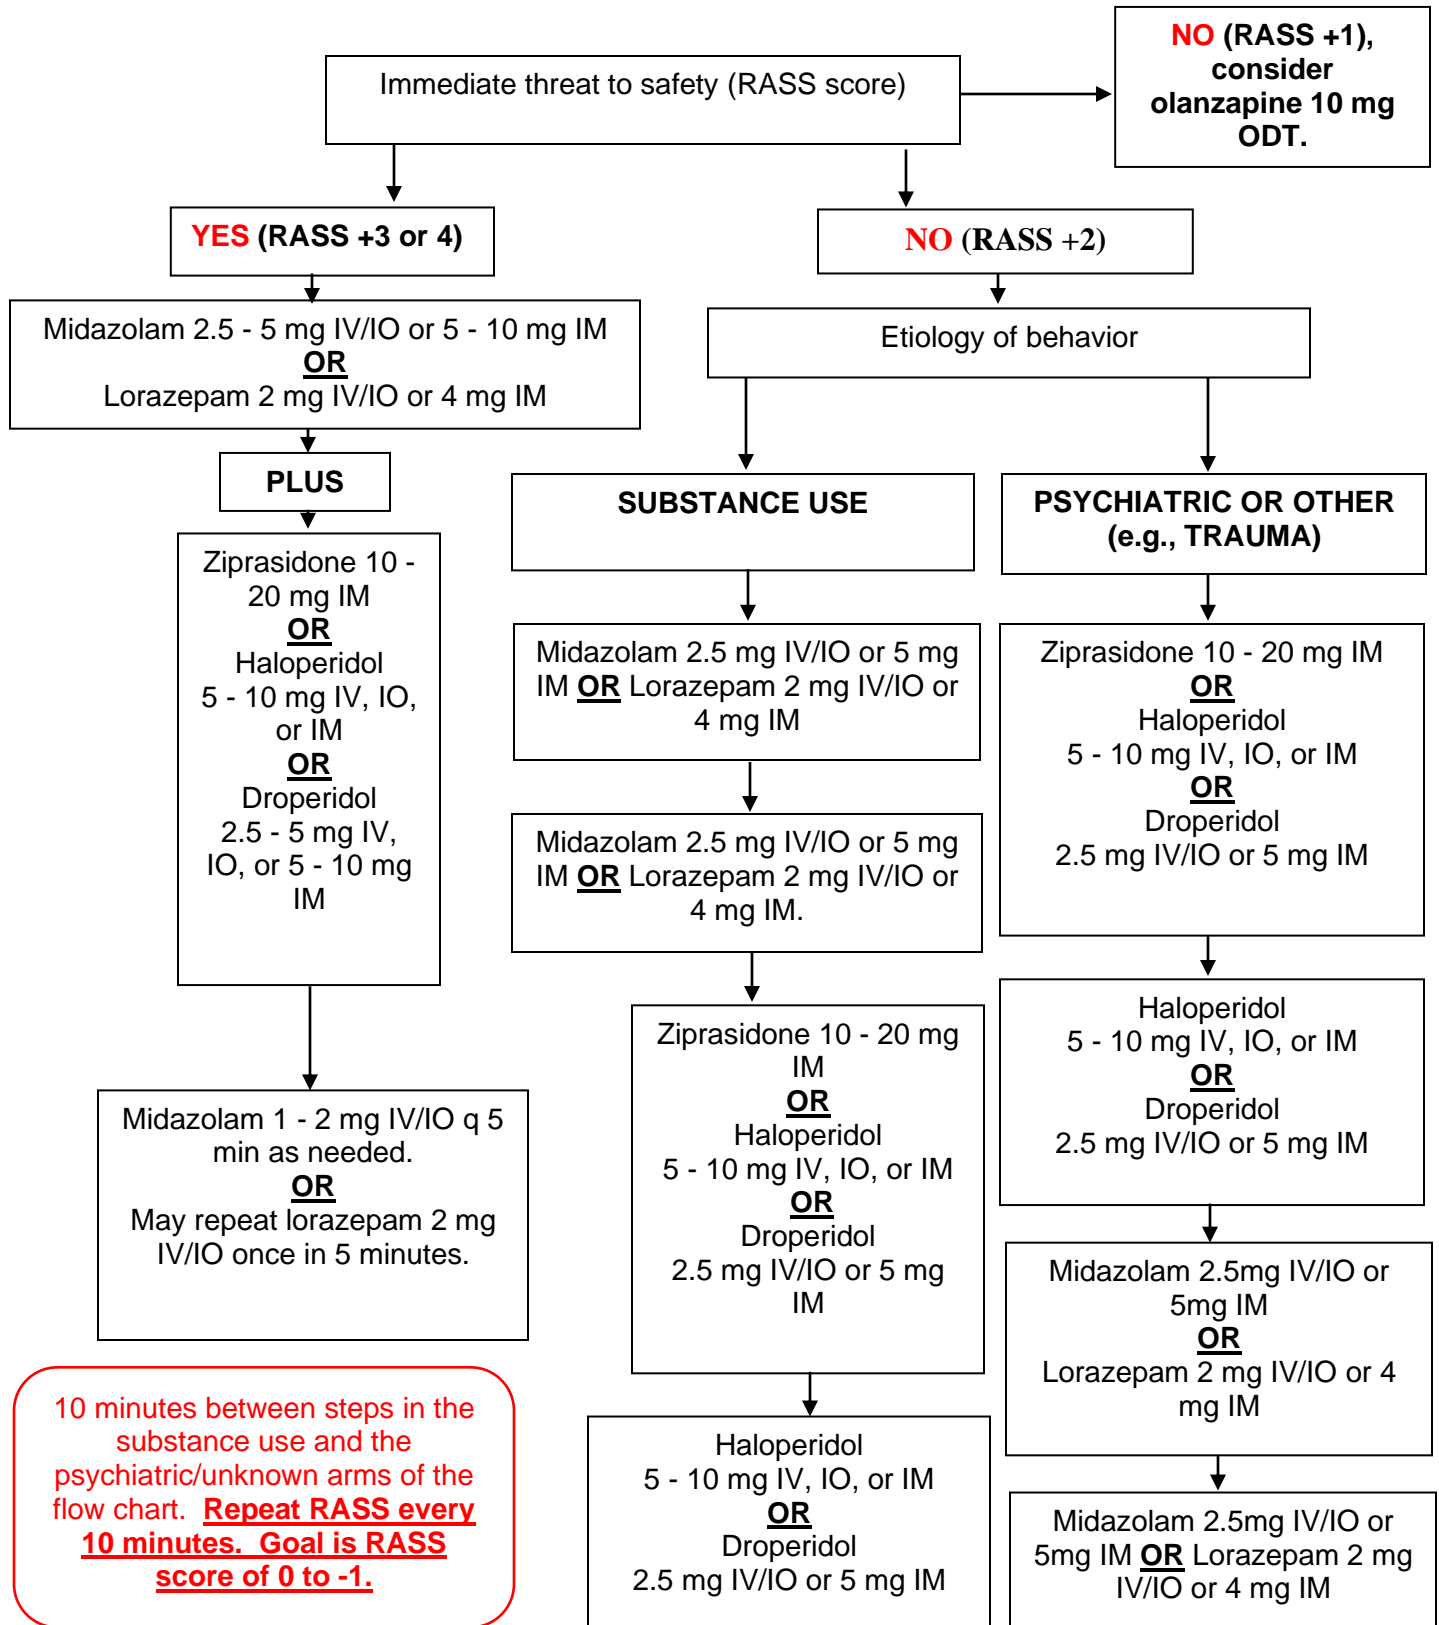 NO (RASS +1),
consider
olanzapine 10 mg
ODT.
Immediate threat to safety (RASS score)
YES (RASS +3 or 4)
NO (RASS +2)
Midazolam 2.5 - 5 mg IV/IO or 5 - 10 mg IM
OR
Lorazepam 2 mg IV/IO or 4 mg IM
PLUS
Ziprasidone 10 -
20 mg IM
OR
Haloperidol
5 - 10 mg IV, IO,
or IM
OR
Droperidol
2.5 - 5 mg IV,
IO, or 5 - 10 mg
IM
Midazolam 1 - 2 mg IV/IO q 5
min as needed.
OR
May repeat lorazepam 2 mg
IV/IO once in 5 minutes.
Etiology of behavior
SUBSTANCE USE
Midazolam 2.5 mg IV/IO or 5 mg
IM OR Lorazepam 2 mg IV/IO or
4 mg IM
Midazolam 2.5 mg IV/IO or 5 mg
IM OR Lorazepam 2 mg IV/IO or
4 mg IM.
Ziprasidone 10 - 20 mg
IM
OR
Haloperidol
5 - 10 mg IV, IO, or IM
OR
Droperidol
2.5 mg IV/IO or 5 mg
IM
Haloperidol
5 - 10 mg IV, IO, or IM
OR
Droperidol
2.5 mg IV/IO or 5 mg IM
PSYCHIATRIC OR OTHER
(e.g., TRAUMA)
Ziprasidone 10 - 20 mg IM
OR
Haloperidol
5 - 10 mg IV, IO, or IM
OR
Droperidol
2.5 mg IV/IO or 5 mg IM
Haloperidol
5 - 10 mg IV, IO, or IM
OR
Droperidol
2.5 mg IV/IO or 5 mg IM
Midazolam 2.5mg IV/IO or
5mg IM
OR
Lorazepam 2 mg IV/IO or 4
mg IM
Midazolam 2.5mg IV/IO or
5mg IM OR Lorazepam 2 mg
IV/IO or 4 mg IM
10 minutes between steps in the
substance use and the
psychiatric/unknown arms of the
flow chart. Repeat RASS every
10 minutes. Goal is RASS
score of 0 to -1.